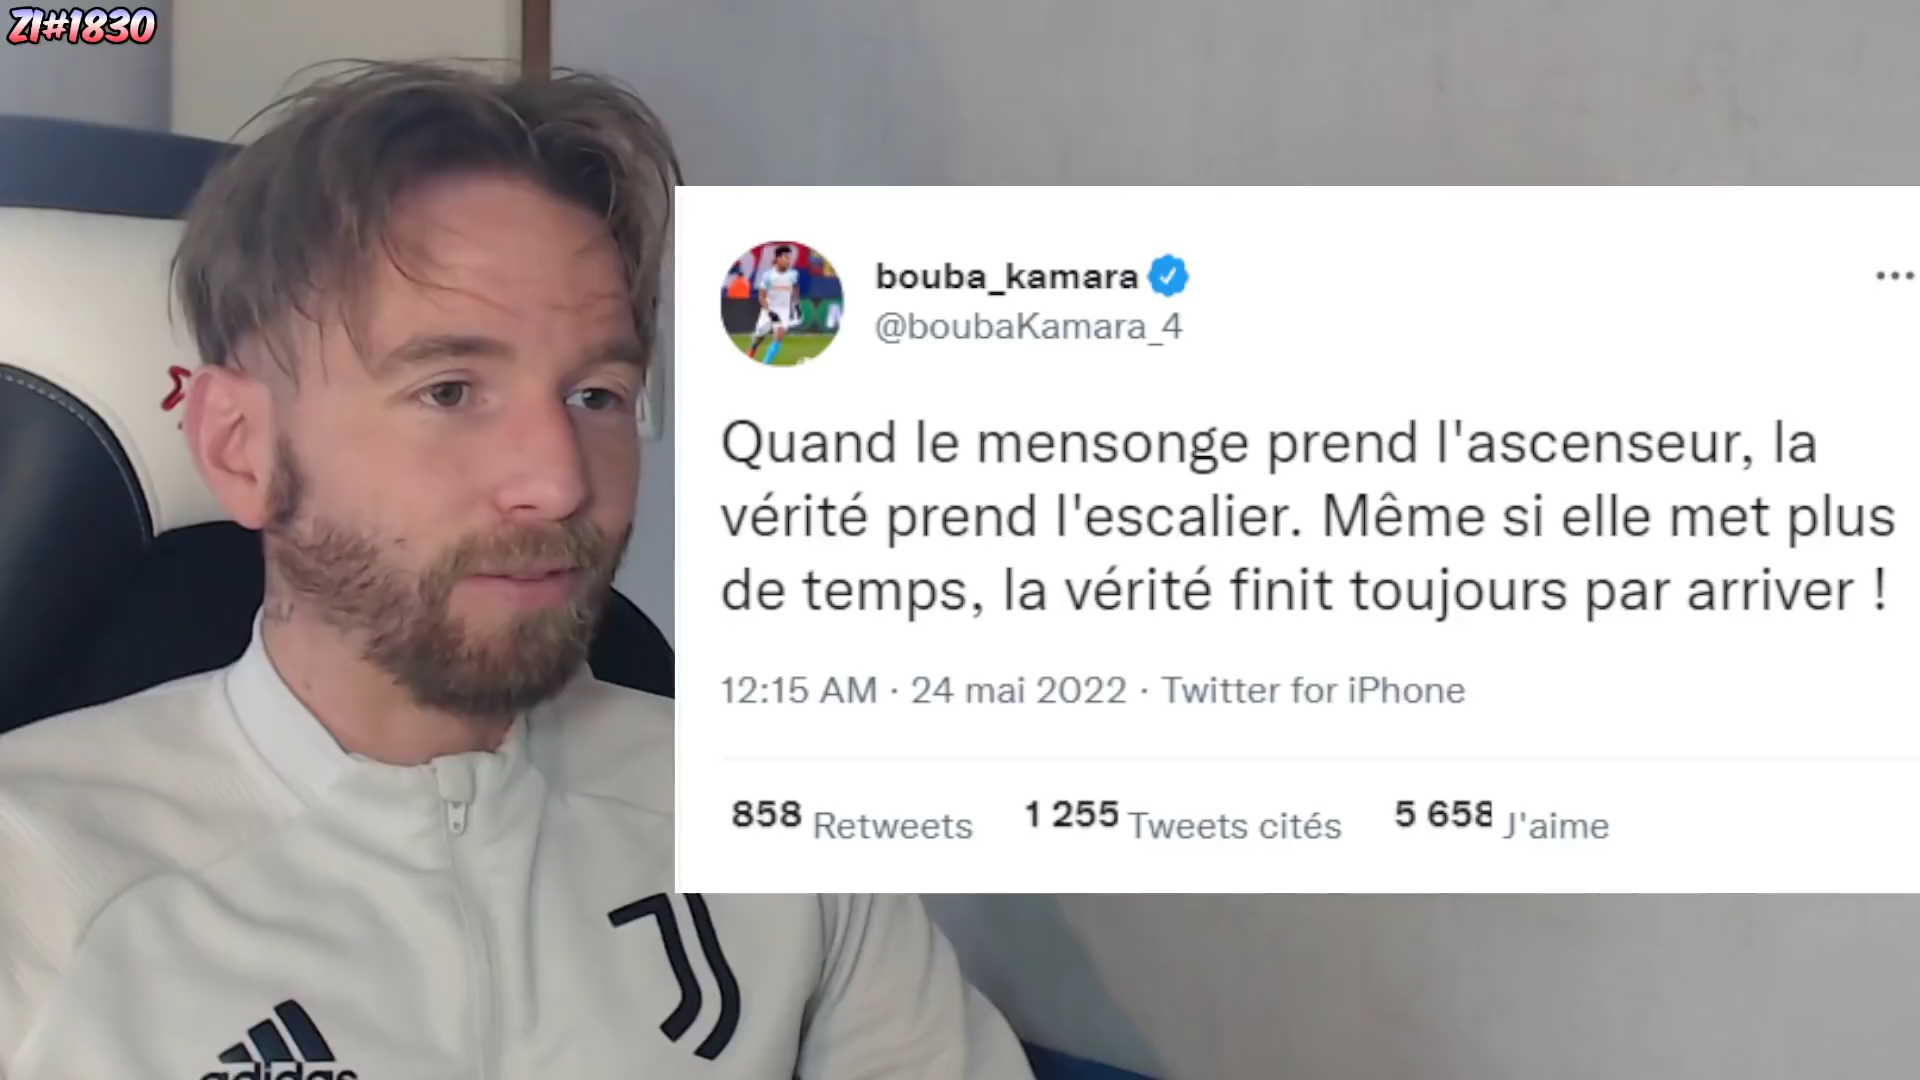 ZI#1830
bouba_kamara
@boubaKamara_4
Quand le mensonge prend l'ascenseur, la
vérité prend l'escalier. Même si elle met plus
de temps, la vérité finit toujours par arriver !
12:15 AM · 24 mai 2022 · Twitter for iPhone
858 Retweets 1 255 Tweets cités 5 658 J'aime
adidas